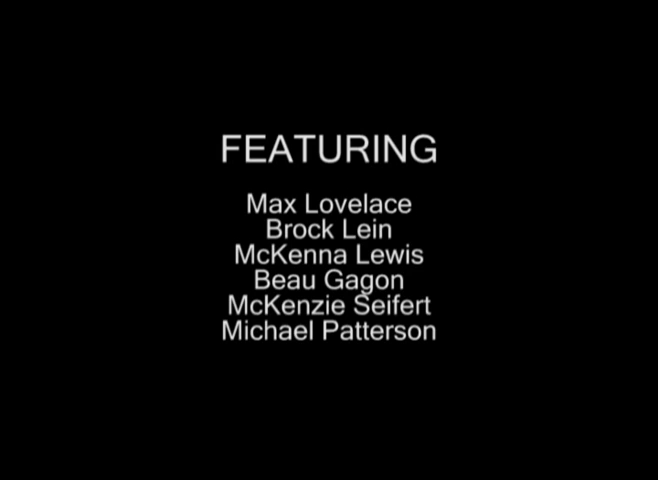 FEATURING
Max Lovelace
Brock Lein
McKenna Lewis
Beau Gagon
McKenzie Seifert
Michael Patterson